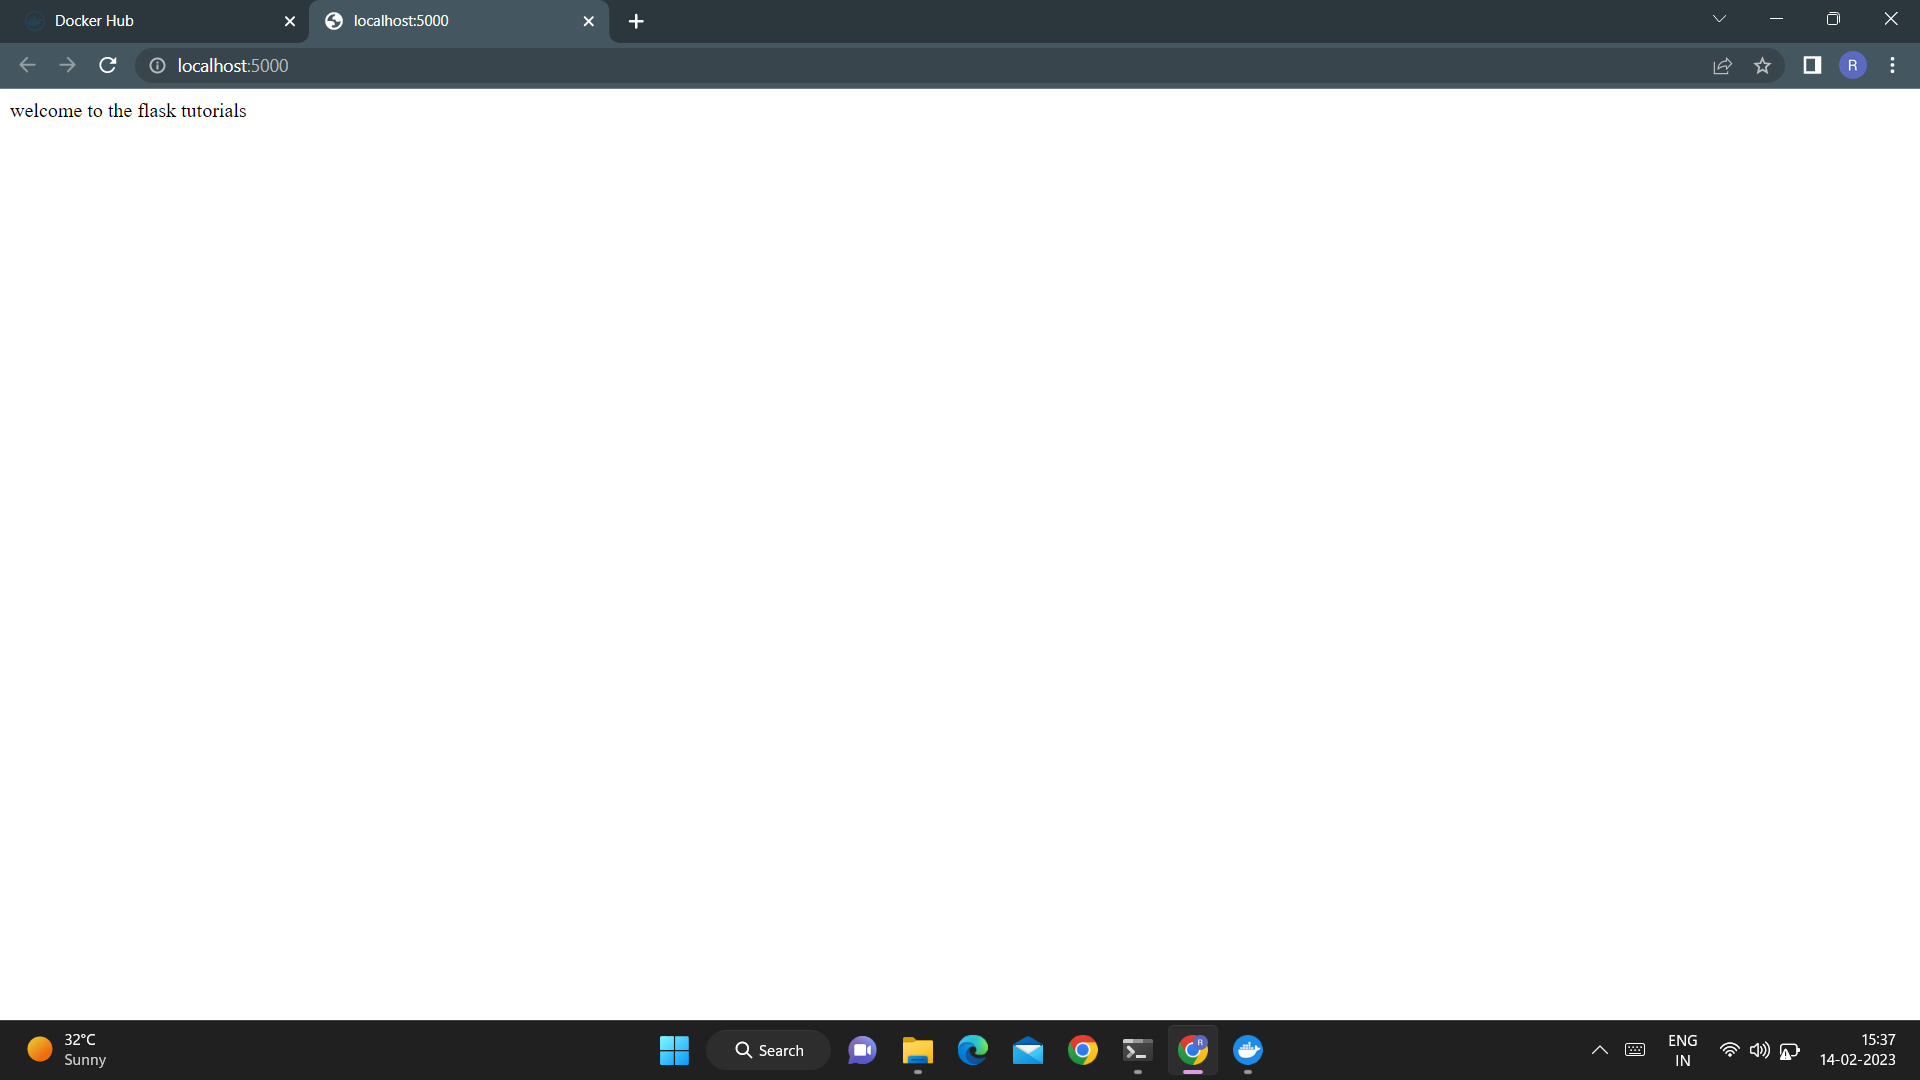 Docker Hub
localhost:5000
localhost:5000
R
welcome to the flask tutorials
32°C
Sunny
Search
R
ENG
IN
15:37
14-02-2023